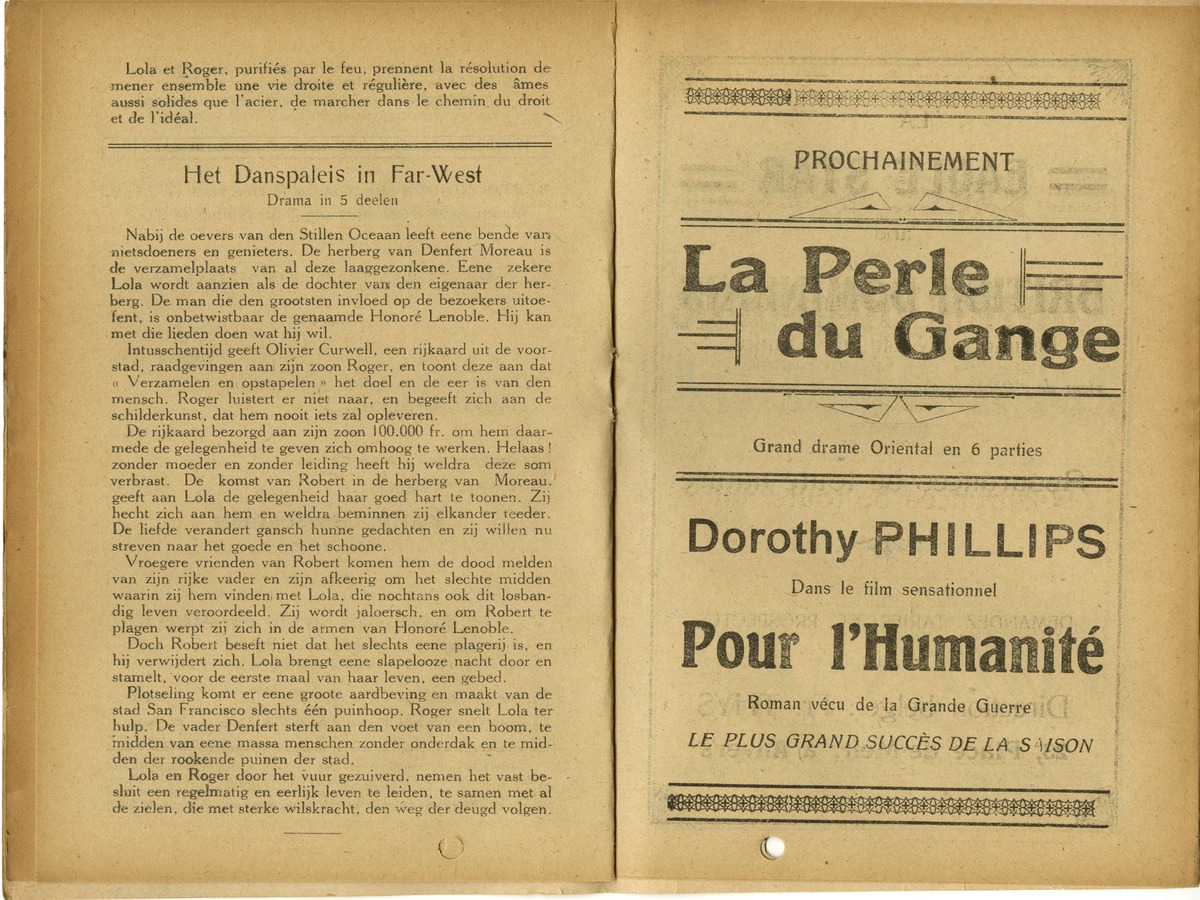 Lola et Roger, purifiés par le feu, prennent la résolution de
mener ensemble une vie droite et régulière, avec des âmes
aussi solides que l'acier, de marcher dans le chemin du droit
et de l'idéal.
Het Danspaleis in Far-West
Drama in 5 deelen
Nabij de oevers van den Stillen Oceaan leeft eene bende van
nietsdoeners en genieters. De herberg van Denfert Moreau is
de verzamelplaats van al deze laaggezonkene. Eene zekere
Lola wordt aanzien als de dochter van den eigenaar der her-
berg. De man die den grootsten invloed op de bezoekers uitoe-
fent, is onbetwistbaar de genaamde Honoré Lenoble. Hij kan
met die lieden doen wat hij wil.
Intusschentijd geeft Olivier Curwell, een rijkaard uit de voor-
stad, raadgevingen aan zijn zoon Roger, en toont deze aan dat
« Verzamelen en opstapelen » het doel en de eer is van den
mensch. Roger luistert er niet naar, en begeeft zich aan de
schilderkunst, dat hem nooit iets zal opleveren.
De rijkaard bezorgd aan zijn zoon 100.000 fr. om hem daar-
mede de gelegenheid te geven zich omhoog te werken. Helaas !
zonder moeder en zonder leiding heeft hij weldra deze som
verbrast. De komst van Robert in de herberg van Moreau,
geeft aan Lola de gelegenheid haar goed hart te toonen. Zij
hecht zich aan hem en weldra beminnen zij elkander teeder.
De liefde verandert gansch hunne gedachten en zij willen nu
streven naar het goede en het schoone.
Vroegere vrienden van Robert komen hem de dood melden
van zijn rijke vader en zijn afkeerig om het slechte midden
waarin zij hem vinden met Lola, die nochtans ook dit losban-
dig leven veroordeeld. Zij wordt jaloersch, en om Robert te
plagen werpt zij zich in de armen van Honoré Lenoble.
Doch Robert beseft niet dat het slechts eene plagerij is, en
hij verwijdert zich. Lola brengt eene slapelooze nacht door en
stamelt, voor de eerste maal van haar leven, een gebed.
Plotseling komt er eene groote aardbeving en maakt van de
stad San Francisco slechts één puinhoop. Roger snelt Lola ter
hulp. De vader Denfert sterft aan den voet van een boom, te
midden van eene massa menschen zonder onderdak en te mid-
den der rookende puinen der stad.
Lola en Roger door het vuur gezuiverd, nemen het vast be-
sluit een regelmatig en eerlijk leven te leiden, te samen met al
de zielen, die met sterke wilskracht, den weg der deugd volgen.
PROCHAINEMENT
La Perle
du Gange
Grand drame Oriental en 6 parties
Dorothy PHILLIPS
Dans le film sensationnel
Pour l'Humanité
Roman vécu de la Grande Guerre
LE PLUS GRAND SUCCÈS DE LA SAISON